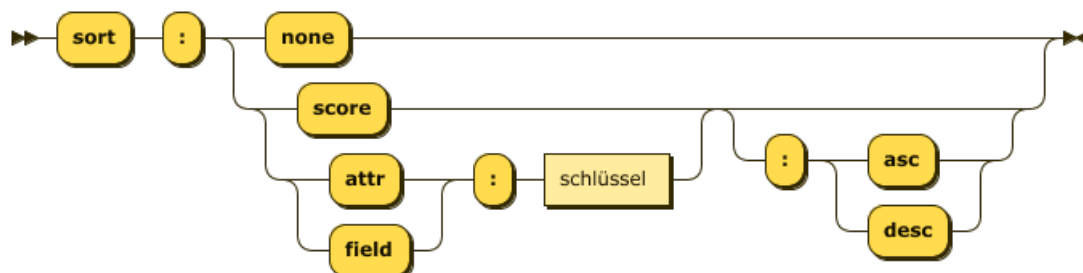 sort : none
score
attr : schlüssel : asc
field desc